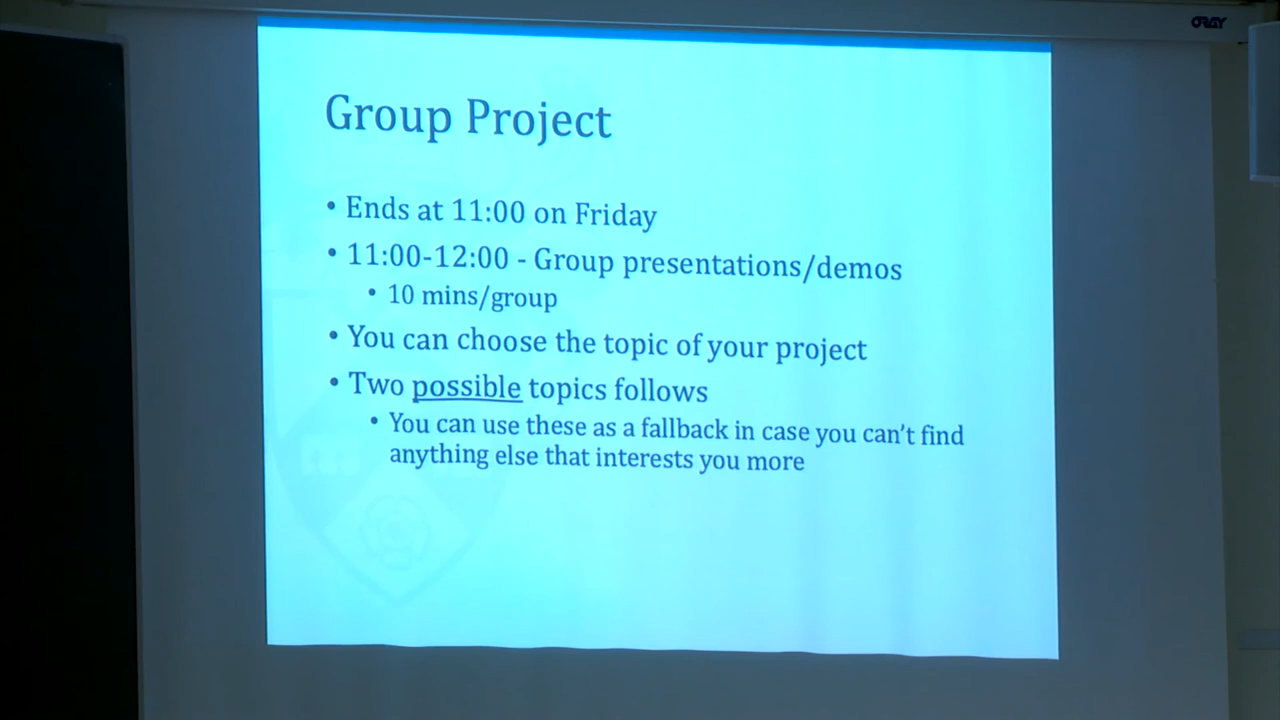 ORAY
Group Project
• Ends at 11:00 on Friday
• 11:00-12:00 - Group presentations/demos
• 10 mins/group
• You can choose the topic of your project
• Two possible topics follows
• You can use these as a fallback in case you can't find
anything else that interests you more